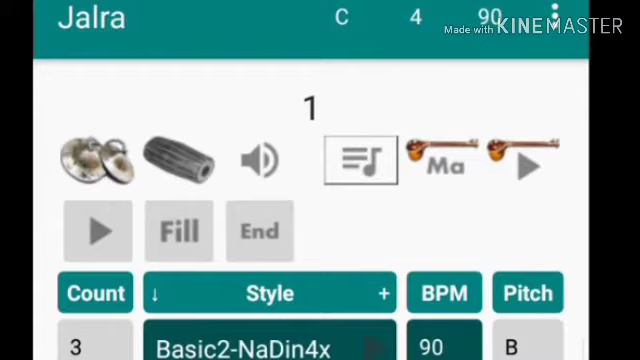 Jalra C 4 90
Made with KINEMASTER
1
Ma
Fill End
Count ↓ Style + BPM Pitch
3 Basic2-NaDin4x 90 B